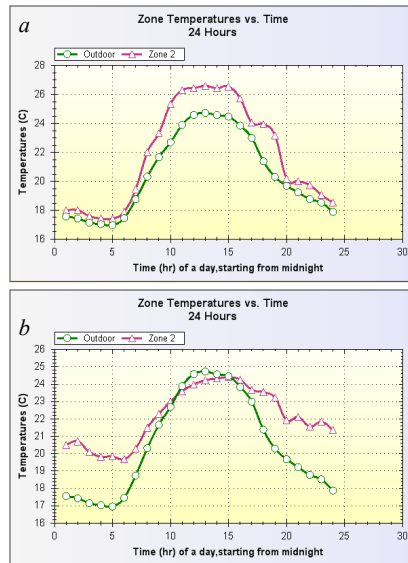 a
Zone Temperatures vs. Time
24 Hours
Outdoor Zone 2
Temperatures (C)
28
26
24
22
20
18
16
0 5 10 15 20 25 30
Time (hr) of a day,starting from midnight
b
Zone Temperatures vs. Time
24 Hours
Outdoor Zone 2
Temperatures (C)
26
25
24
23
22
21
20
19
18
17
16
0 5 10 15 20 25 30
Time (hr) of a day,starting from midnight